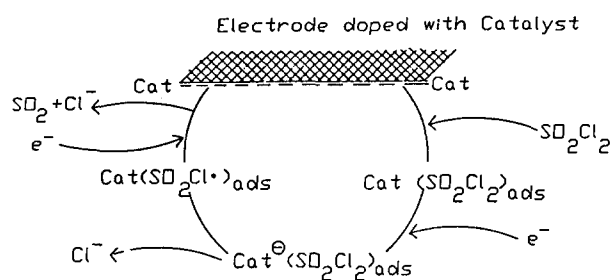 Electrode doped with Catalyst
Cat Cat
SO₂+Cl⁻
e⁻
SO₂Cl₂
Cat(SO₂Cl•)ads Cat (SO₂Cl₂)ads
Cl⁻ e⁻
Cat⊖(SO₂Cl₂)ads